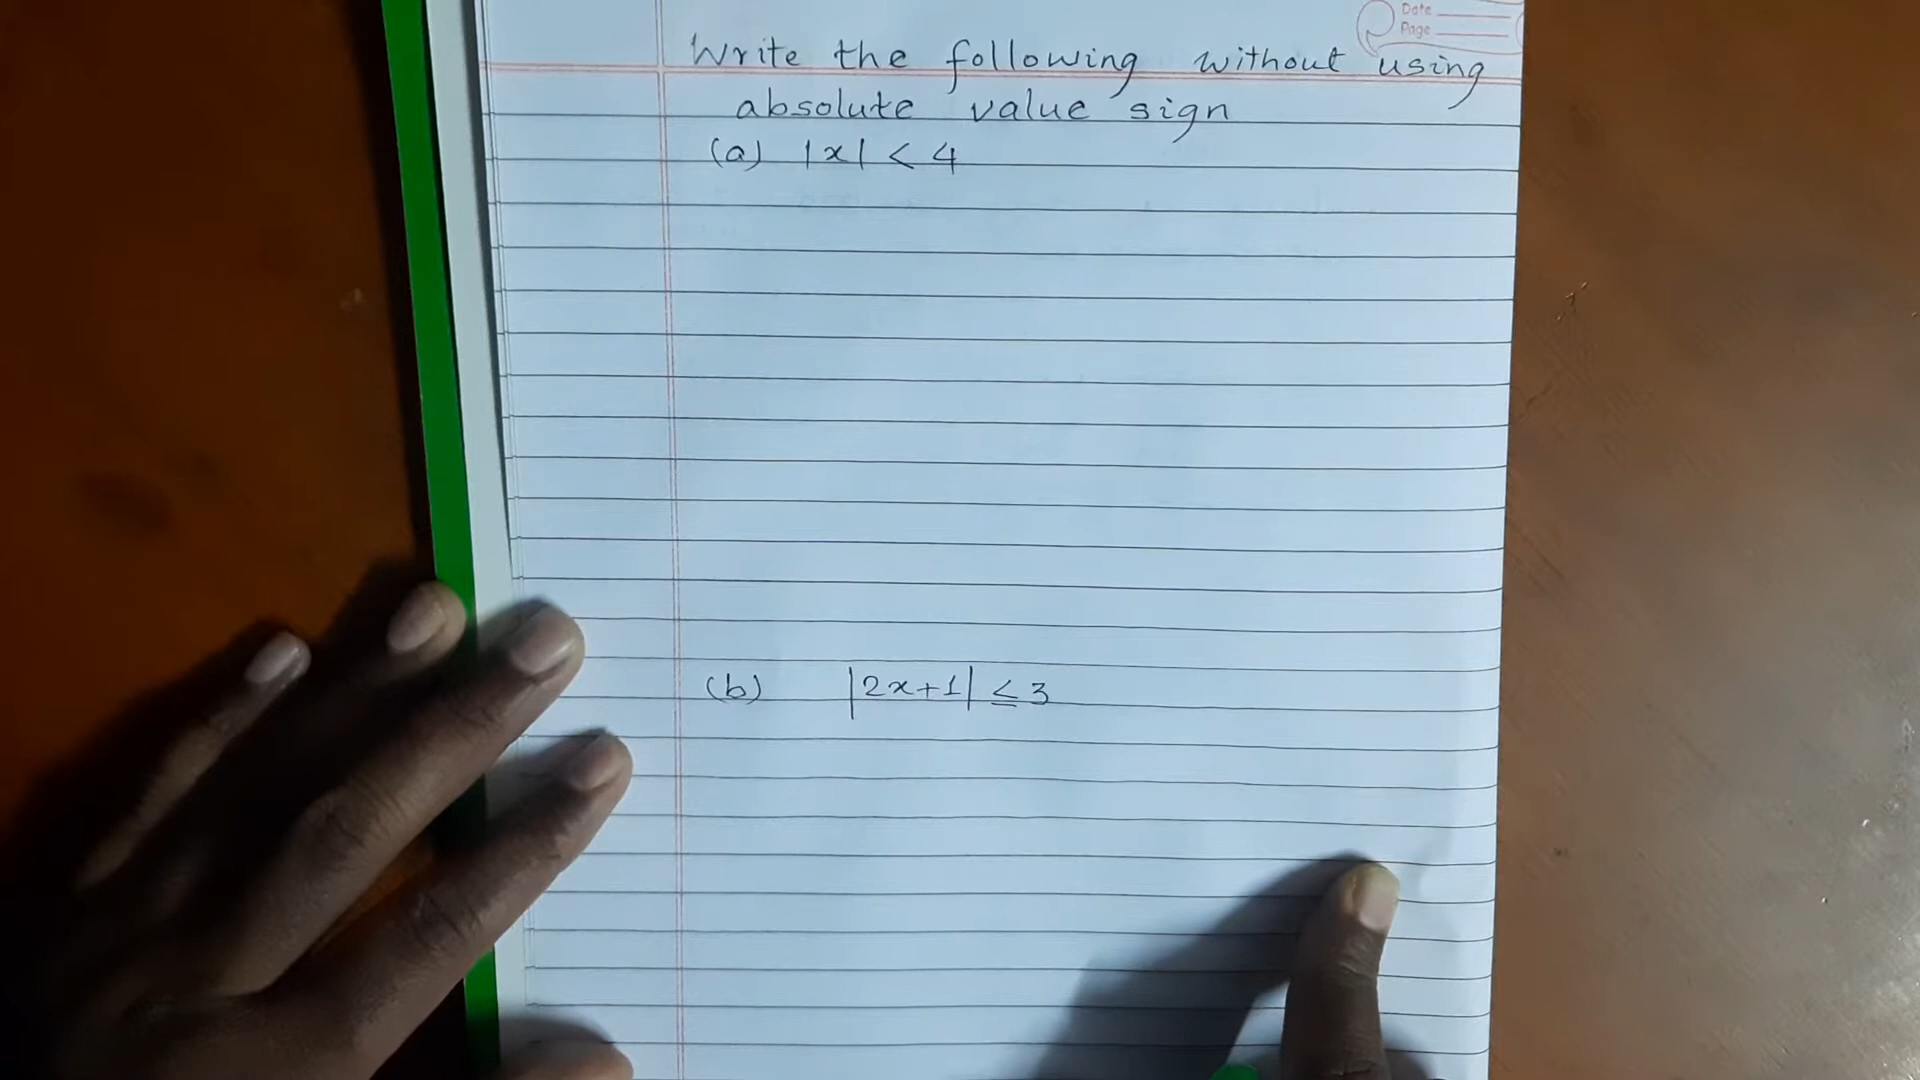 Date
Page
Write the following without using
absolute value sign
(a) |x| < 4
(b) |2x+1| ≤ 3